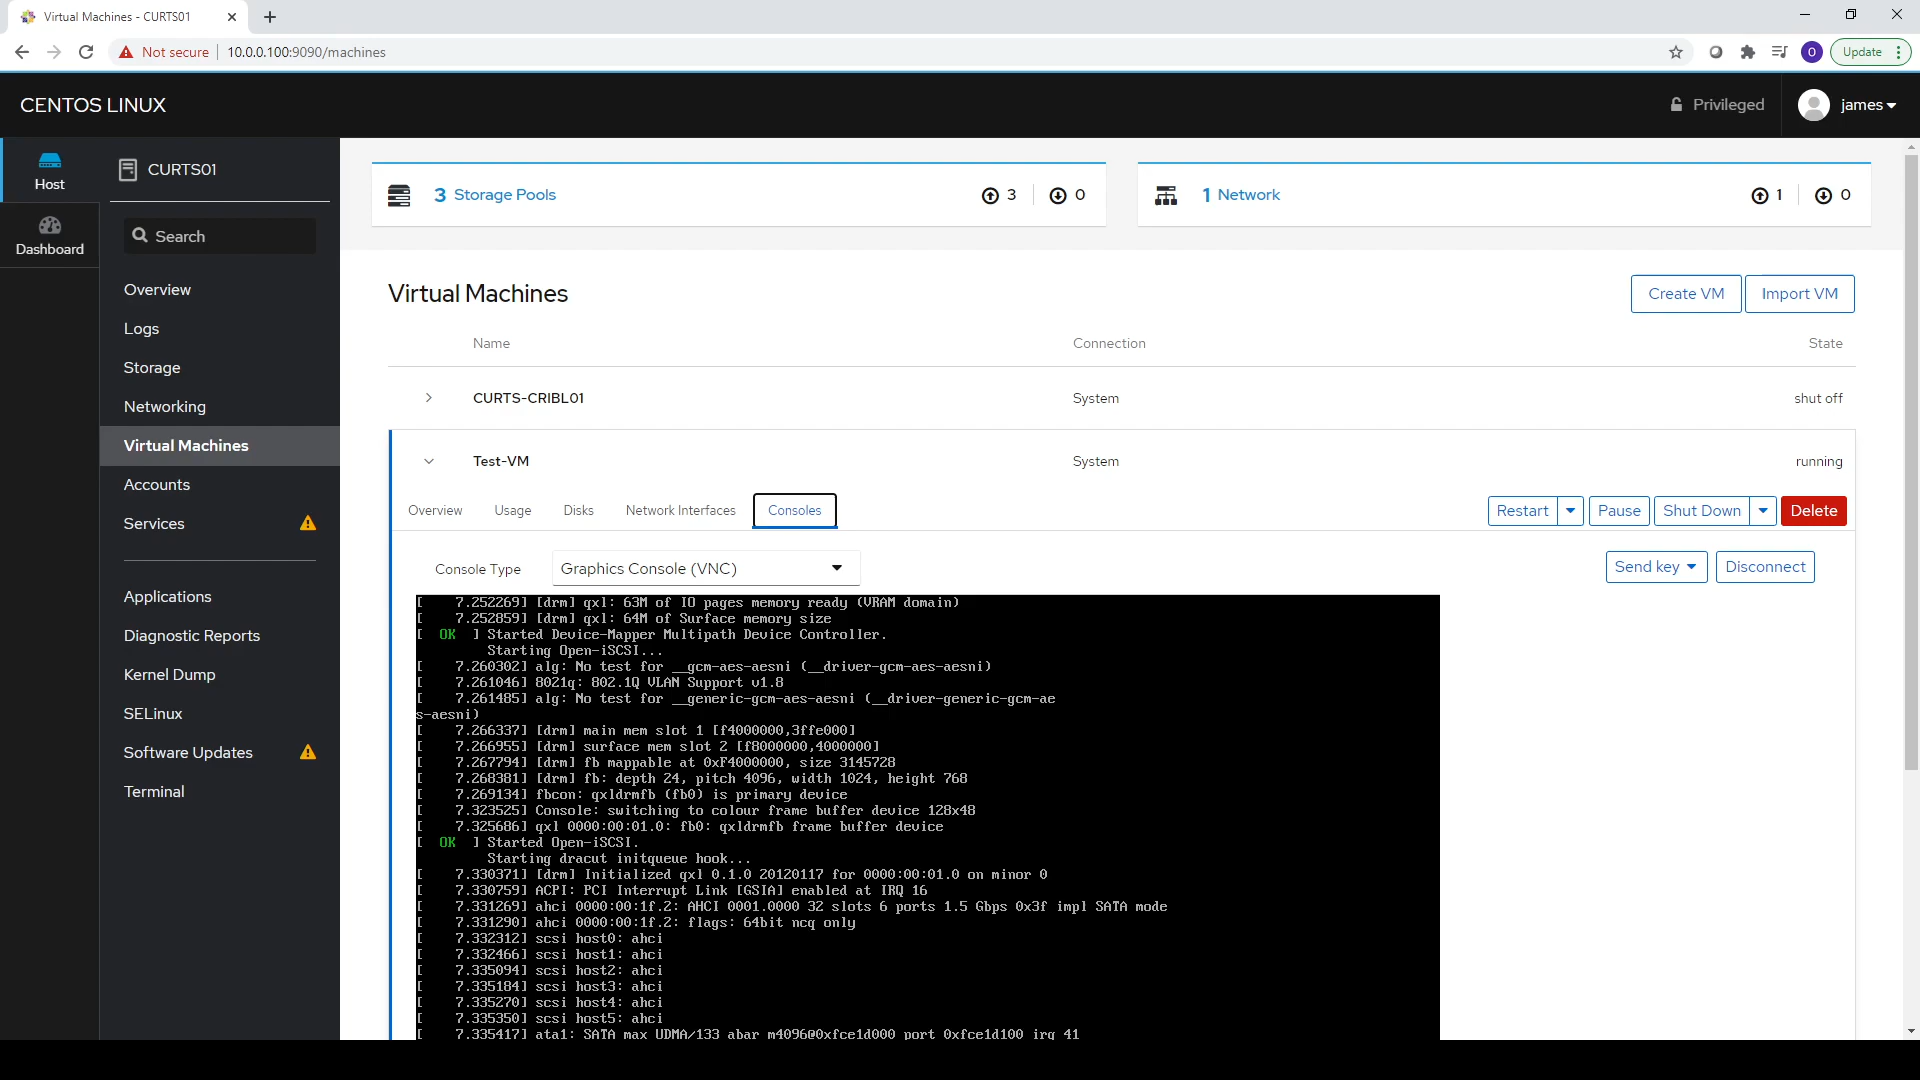 Virtual Machines - CURTS01
Not secure 10.0.0.100:9090/machines
O
Update
CENTOS LINUX
Privileged
james
Host
Dashboard
CURTS01
Search
Overview
Logs
Storage
Networking
Virtual Machines
Accounts
Services
Applications
Diagnostic Reports
Kernel Dump
SELinux
Software Updates
Terminal
3 Storage Pools 3 0
1 Network 1 0
Virtual Machines
Create VM Import VM
Name Connection State
CURTS-CRIBL01 System shut off
Test-VM System running
Overview Usage Disks Network Interfaces Consoles Restart Pause Shut Down Delete
Console Type Graphics Console (VNC) Send key Disconnect
[ 7.252269] [drm] qxl: 63M of IO pages memory ready (VRAM domain)
[ 7.252859] [drm] qxl: 64M of Surface memory size
[ OK ] Started Device-Mapper Multipath Device Controller.
Starting Open-iSCSI...
[ 7.260302] alg: No test for __gcm-aes-aesni (__driver-gcm-aes-aesni)
[ 7.261046] 8021q: 802.1Q VLAN Support v1.8
[ 7.261485] alg: No test for __generic-gcm-aes-aesni (__driver-generic-gcm-ae
s-aesni)
[ 7.266337] [drm] main mem slot 1 [f4000000,3ffe000]
[ 7.266955] [drm] surface mem slot 2 [f8000000,4000000]
[ 7.267794] [drm] fb mappable at 0xF4000000, size 3145728
[ 7.268381] [drm] fb: depth 24, pitch 4096, width 1024, height 768
[ 7.269134] fbcon: qxldrmfb (fb0) is primary device
[ 7.323525] Console: switching to colour frame buffer device 128x48
[ 7.325686] qxl 0000:00:01.0: fb0: qxldrmfb frame buffer device
[ OK ] Started Open-iSCSI.
Starting dracut initqueue hook...
[ 7.330371] [drm] Initialized qxl 0.1.0 20120117 for 0000:00:01.0 on minor 0
[ 7.330759] ACPI: PCI Interrupt Link [GSIA] enabled at IRQ 16
[ 7.331269] ahci 0000:00:1f.2: AHCI 0001.0000 32 slots 6 ports 1.5 Gbps 0x3f impl SATA mode
[ 7.331290] ahci 0000:00:1f.2: flags: 64bit ncq only
[ 7.332312] scsi host0: ahci
[ 7.332466] scsi host1: ahci
[ 7.335094] scsi host2: ahci
[ 7.335184] scsi host3: ahci
[ 7.335270] scsi host4: ahci
[ 7.335350] scsi host5: ahci
[ 7.335417] ata1: SATA max UDMA/133 abar m4096@0xfce1d000 port 0xfce1d100 irq 41